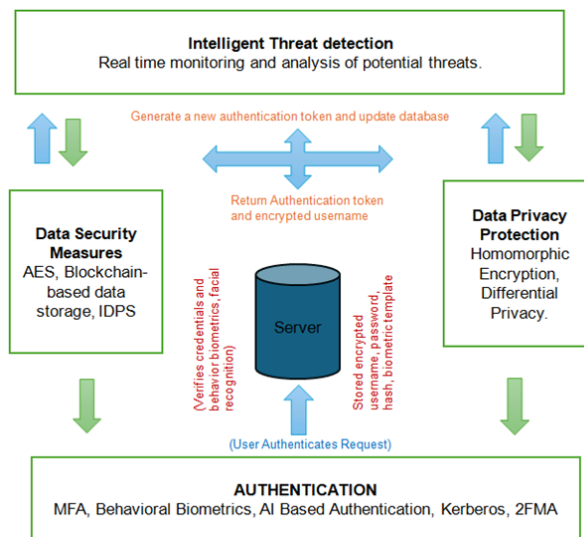 Intelligent Threat detection
Real time monitoring and analysis of potential threats.
Generate a new authentication token and update database
Return Authentication token
and encrypted username
Data Security
Measures
AES, Blockchain-
based data
storage, IDPS
Data Privacy
Protection
Homomorphic
Encryption,
Differential
Privacy.
(Verifies credentials and
behavior biometrics, facial
recognition)
Server
Stored encrypted
username, password,
hash, biometric template
(User Authenticates Request)
AUTHENTICATION
MFA, Behavioral Biometrics, AI Based Authentication, Kerberos, 2FMA